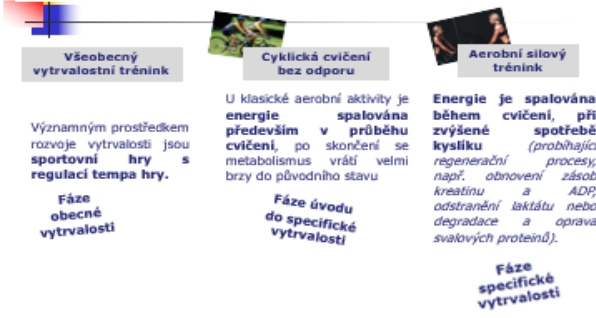 Všeobecný
vytrvalostní trénink
Významným prostředkem
rozvoje vytrvalosti jsou
sportovní hry s
regulací tempa hry.
Fáze
obecné
vytrvalosti
Cyklická cvičení
bez odporu
U klasické aerobní aktivity je
energie spalována
především v průběhu
cvičení, po skončení se
metabolismus vrátí velmi
brzy do původního stavu
Fáze úvodu
do specifické
vytrvalosti
Aerobní silový
trénink
Energie je spalována
během cvičení, při
zvýšené spotřebě
kyslíku (probíhající
regenerační procesy,
např. obnovení zásob
kreatinu a ADP,
odstranění laktátu nebo
degradace a oprava
svalových proteinů).
Fáze
specifické
vytrvalosti